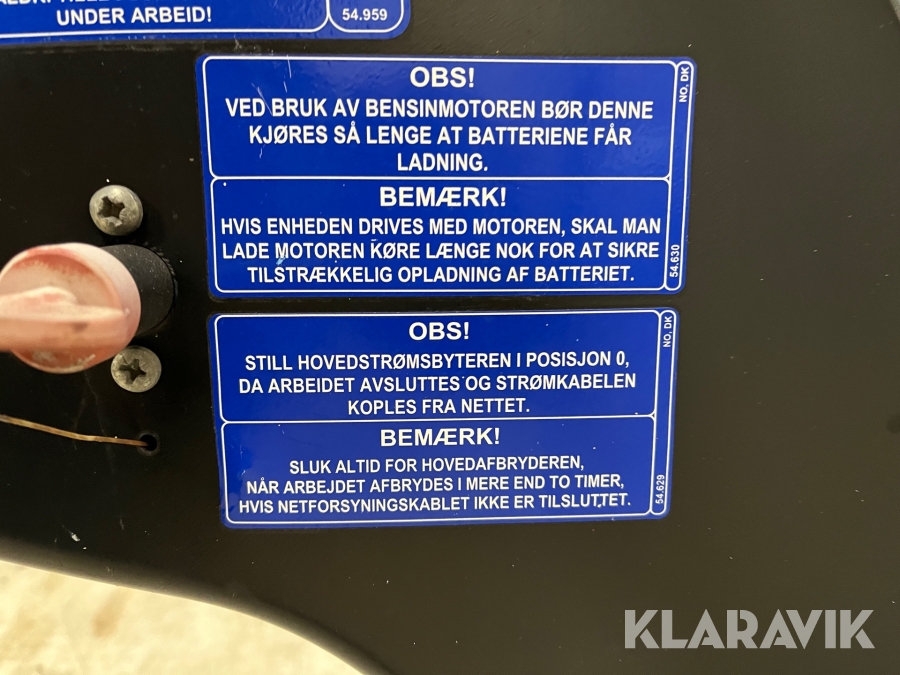 UNDER ARBEID!
54.959
OBS!
VED BRUK AV BENSINMOTOREN BØR DENNE
KJØRES SÅ LENGE AT BATTERIENE FÅR
LADNING.
BEMÆRK!
HVIS ENHEDEN DRIVES MED MOTOREN, SKAL MAN
LADE MOTOREN KØRE LÆNGE NOK FOR AT SIKRE
TILSTRÆKKELIG OPLADNING AF BATTERIET.
NO, DK
54.630
OBS!
STILL HOVEDSTRØMSBYTEREN I POSISJON 0,
DA ARBEIDET AVSLUTTES OG STRØMKABELEN
KOPLES FRA NETTET.
BEMÆRK!
SLUK ALTID FOR HOVEDAFBRYDEREN,
NÅR ARBEJDET AFBRYDES I MERE END TO TIMER,
HVIS NETFORSYNINGSKABLET IKKE ER TILSLUTTET.
NO, DK
54.629
KLARAVIK